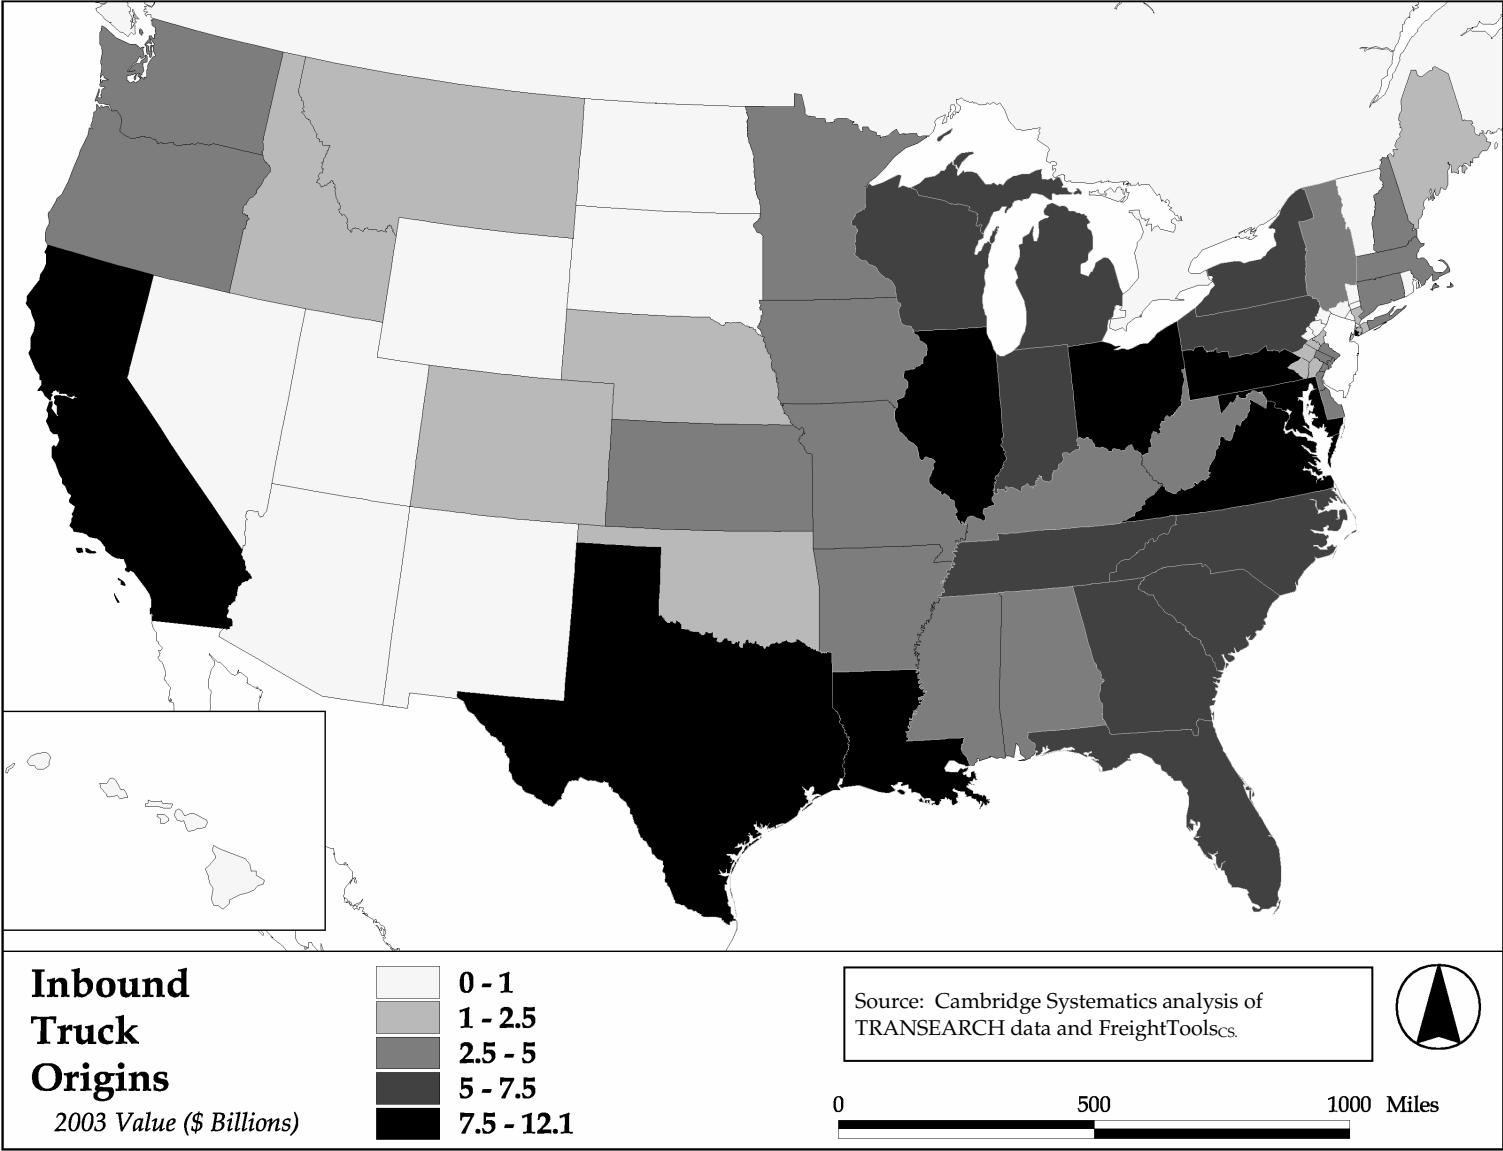 Inbound
Truck
Origins
2003 Value ($ Billions)
0 - 1
1 - 2.5
2.5 - 5
5 - 7.5
7.5 - 12.1
Source:  Cambridge Systematics analysis of
TRANSEARCH data and FreightToolsCS.
0 500 1000 Miles